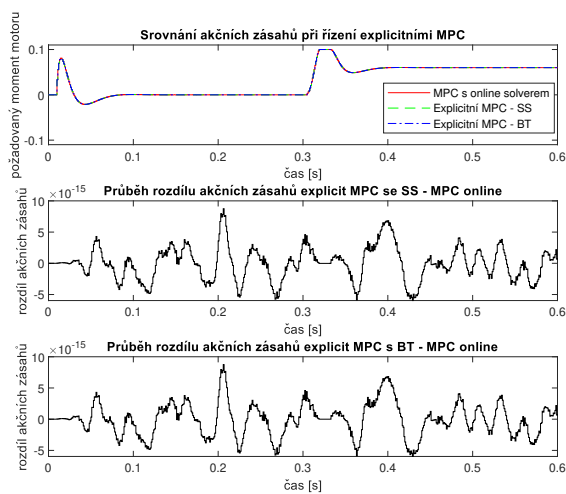 Srovnání akčních zásahů při řízení explicitními MPC
požadovaný moment motoru
0.1
0
-0.1
MPC s online solverem
Explicitní MPC - SS
Explicitní MPC - BT
0 0.1 0.2 0.3 0.4 0.5 0.6
čas [s]
Průběh rozdílu akčních zásahů explicit MPC se SS - MPC online
×10-15
rozdíl akčních zásahů
10
5
0
-5
0 0.1 0.2 0.3 0.4 0.5 0.6
čas [s]
Průběh rozdílu akčních zásahů explicit MPC s BT - MPC online
×10-15
rozdíl akčních zásahů
10
5
0
-5
0 0.1 0.2 0.3 0.4 0.5 0.6
čas [s]